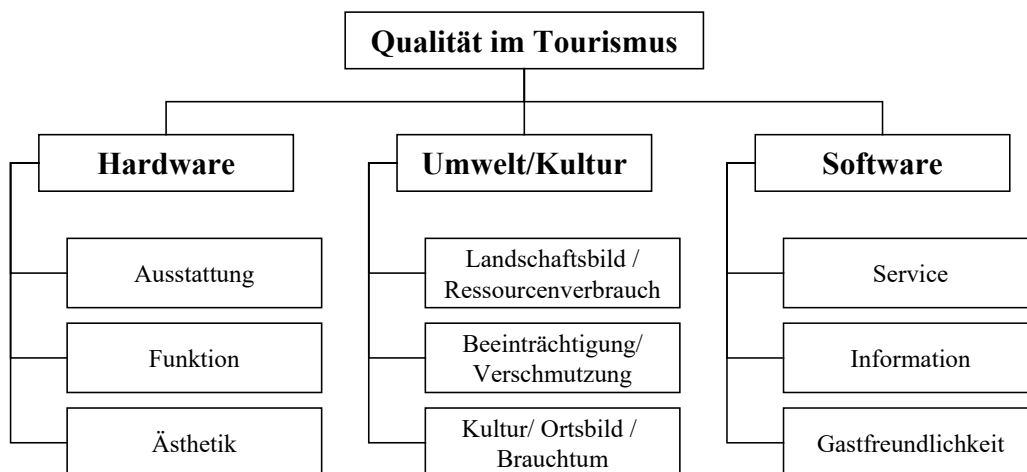 Qualität im Tourismus
Hardware
Umwelt/Kultur
Software
Ausstattung
Landschaftsbild /
Ressourcenverbrauch
Service
Funktion
Beeinträchtigung/
Verschmutzung
Information
Ästhetik
Kultur/ Ortsbild /
Brauchtum
Gastfreundlichkeit